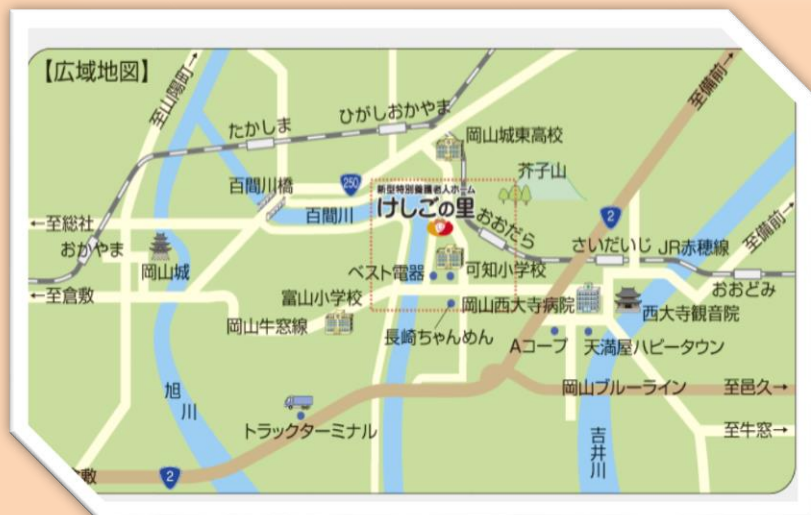 【広域地図】
至山陽町→
至備前→
ひがしおかやま
たかしま
岡山城東高校
芥子山
250
百間川橋
新型特別養護老人ホーム
けしごの里
百間川
おおだら
2
←至総社
さいだいじ
JR赤穂線
至備前→
おかやま
岡山城
ベスト電器
可知小学校
おおどみ
←至倉敷
富山小学校
岡山西大寺病院
西大寺観音院
岡山牛窓線
長崎ちゃんめん
Aコープ
天満屋ハピータウン
岡山ブルーライン
至邑久→
旭川
トラックターミナル
吉井川
至牛窓→
倉敷
2